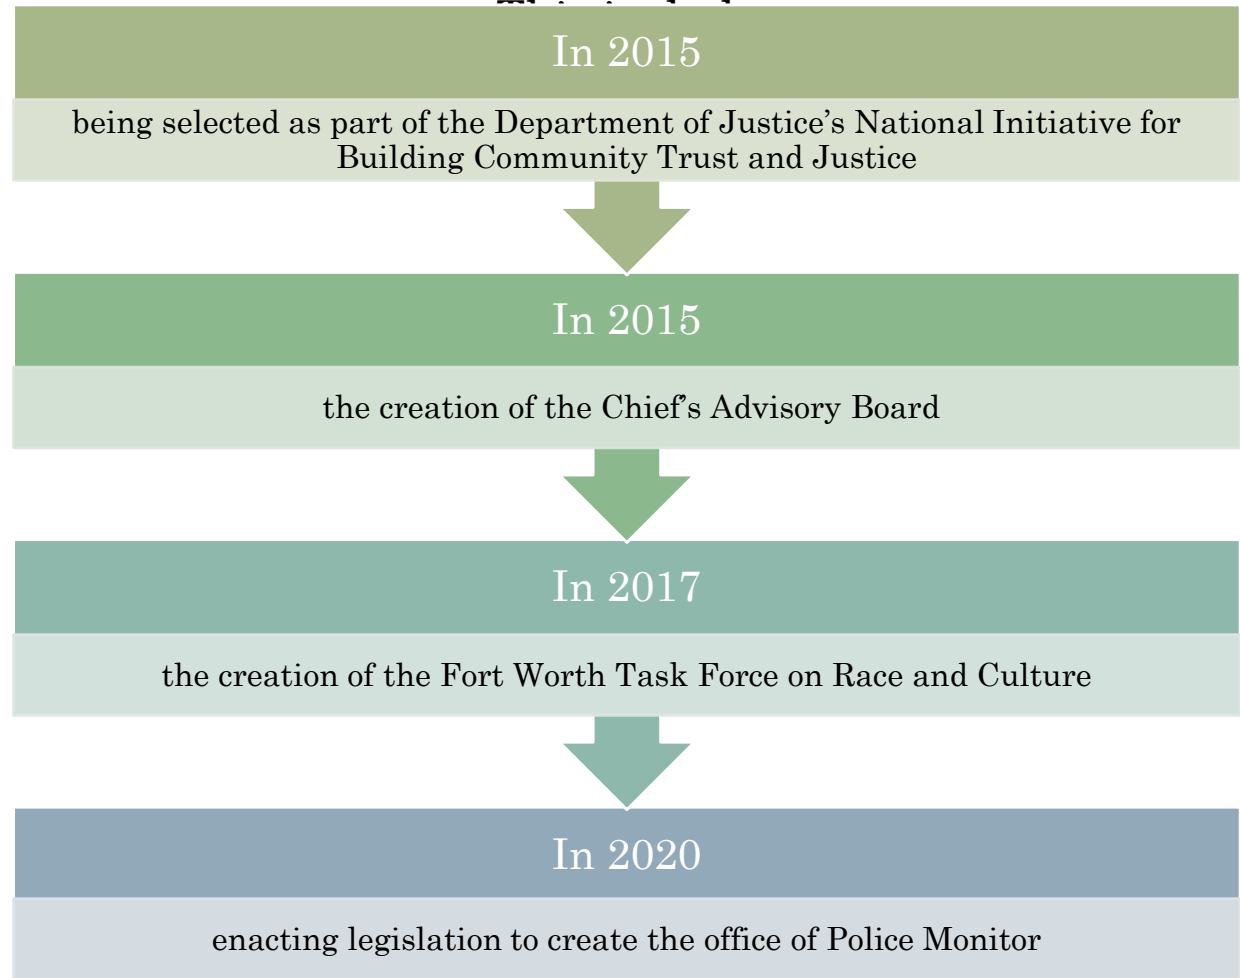 In 2015
being selected as part of the Department of Justice's National Initiative for
Building Community Trust and Justice
In 2015
the creation of the Chief's Advisory Board
In 2017
the creation of the Fort Worth Task Force on Race and Culture
In 2020
enacting legislation to create the office of Police Monitor